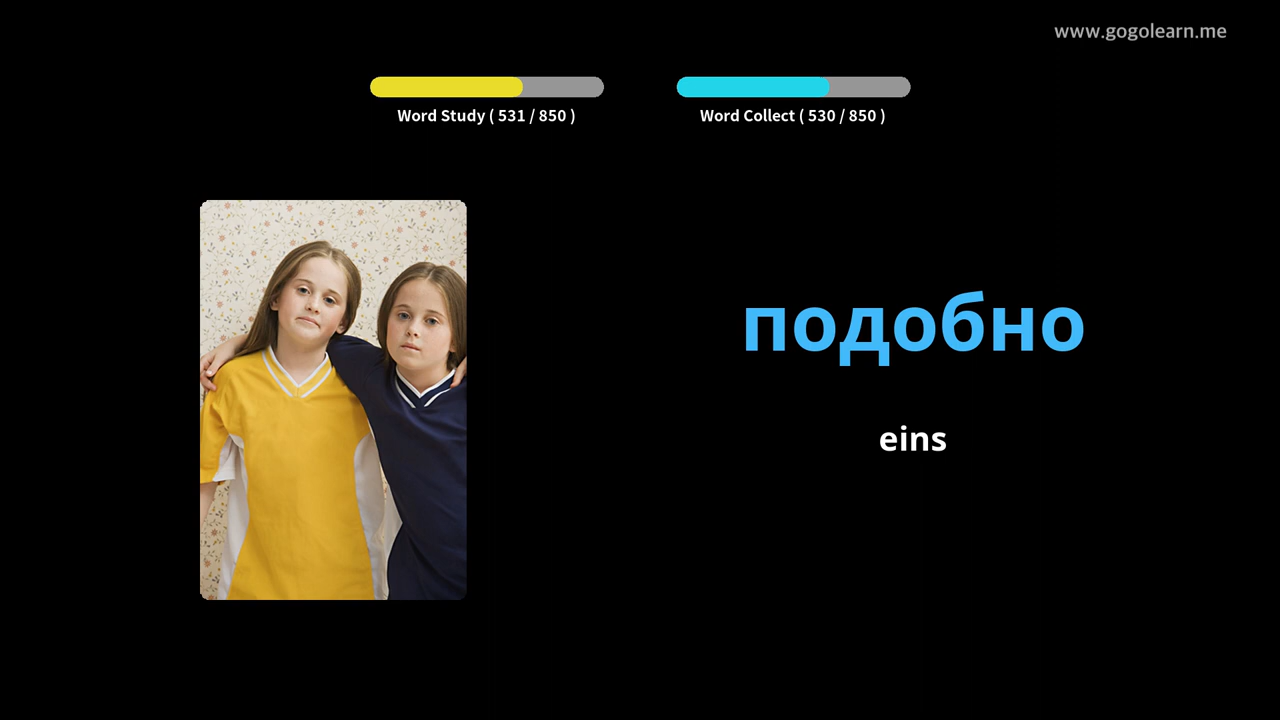 www.gogolearn.me
Word Study ( 531 / 850 )
Word Collect ( 530 / 850 )
подобно
eins